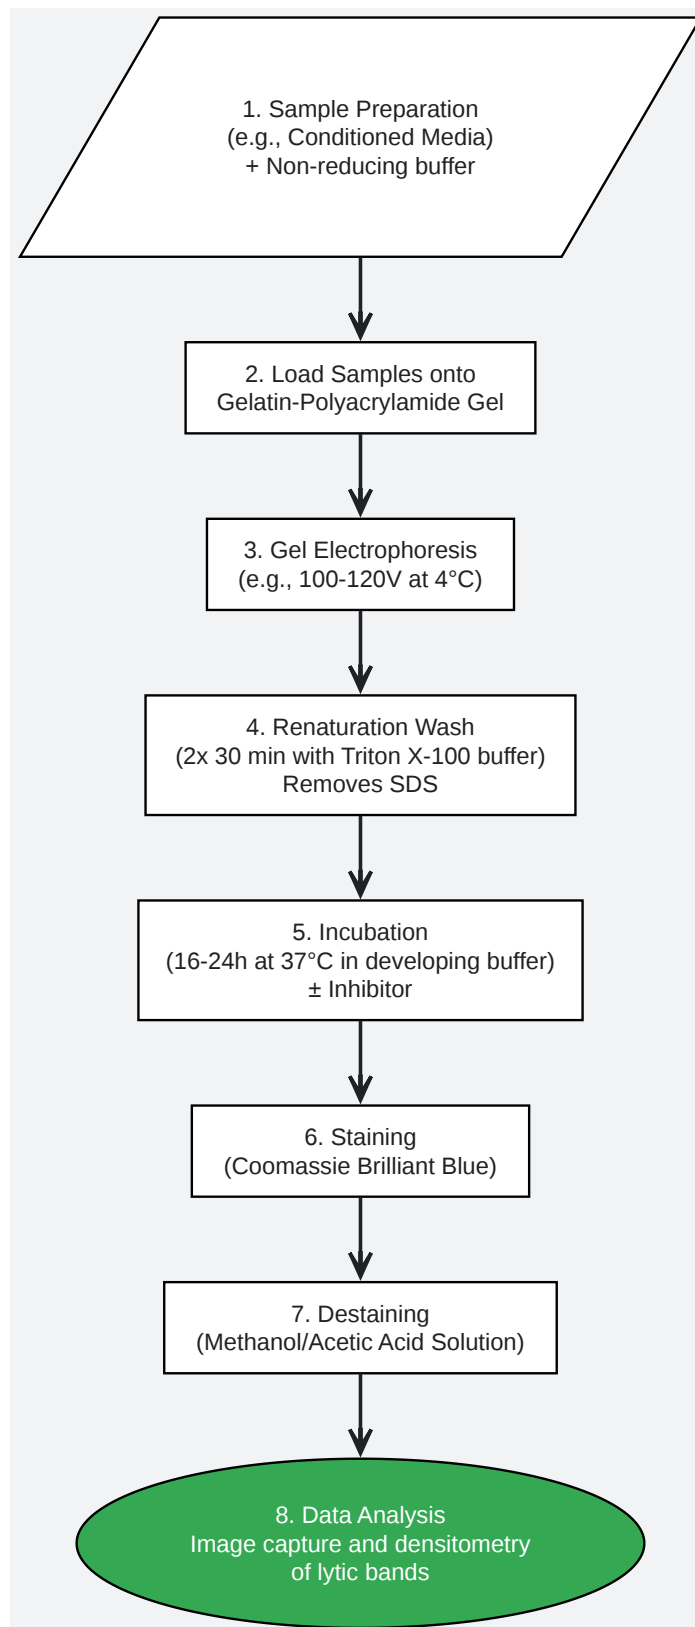 1. Sample Preparation
(e.g., Conditioned Media)
+ Non-reducing buffer
2. Load Samples onto
Gelatin-Polyacrylamide Gel
3. Gel Electrophoresis
(e.g., 100-120V at 4°C)
4. Renaturation Wash
(2x 30 min with Triton X-100 buffer)
Removes SDS
5. Incubation
(16-24h at 37°C in developing buffer)
± Inhibitor
6. Staining
(Coomassie Brilliant Blue)
7. Destaining
(Methanol/Acetic Acid Solution)
8. Data Analysis
Image capture and densitometry
of lytic bands